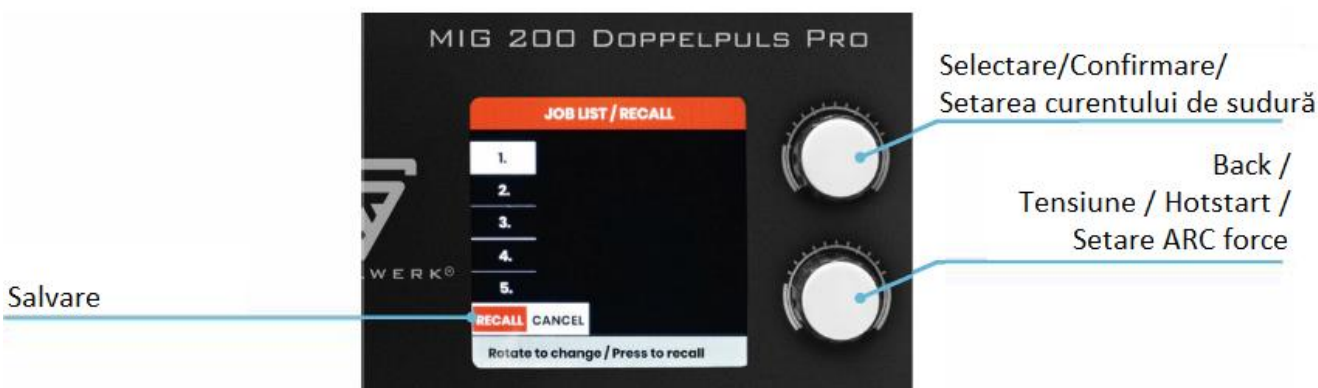 MIG 200 DOPPELPULS PRO
Selectare/Confirmare/
Setarea curentului de sudură
JOB LIST / RECALL
1.
2.
3.
4.
5.
RECALL CANCEL
Rotate to change / Press to recall
Back /
Tensiune / Hotstart /
Setare ARC force
WERK®
Salvare